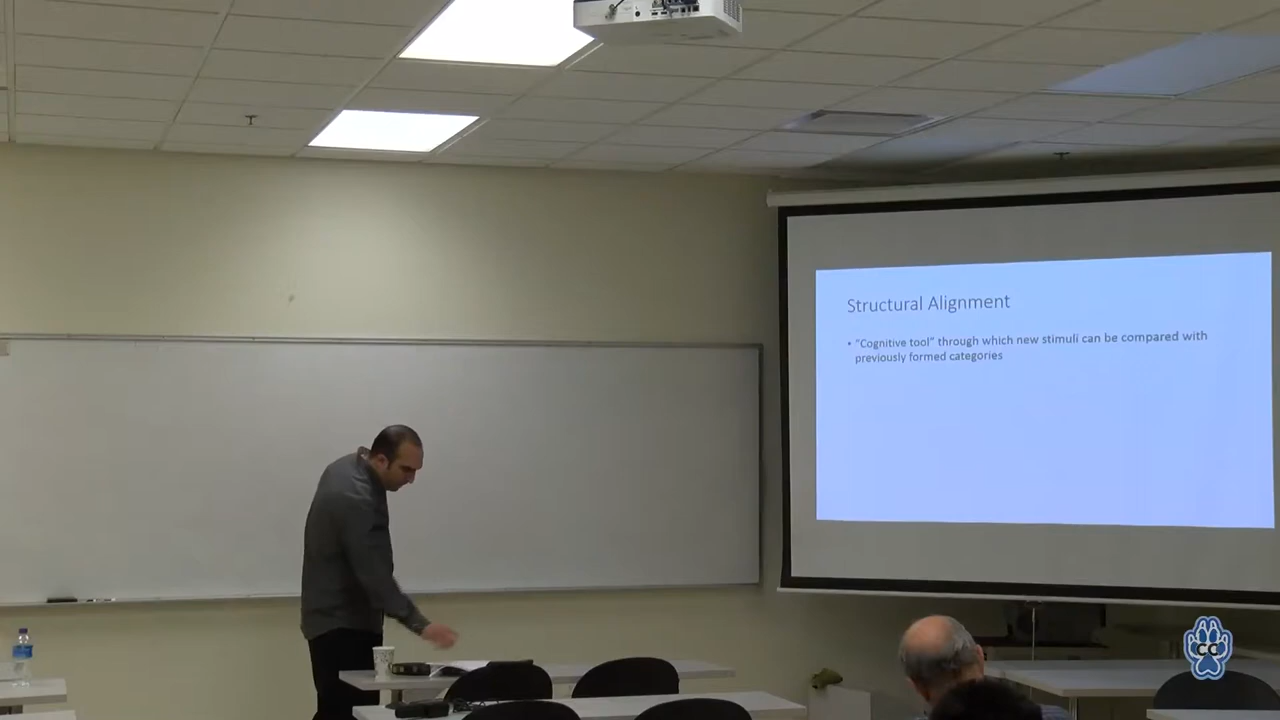 Structural Alignment
• “Cognitive tool” through which new stimuli can be compared with
previously formed categories
CC